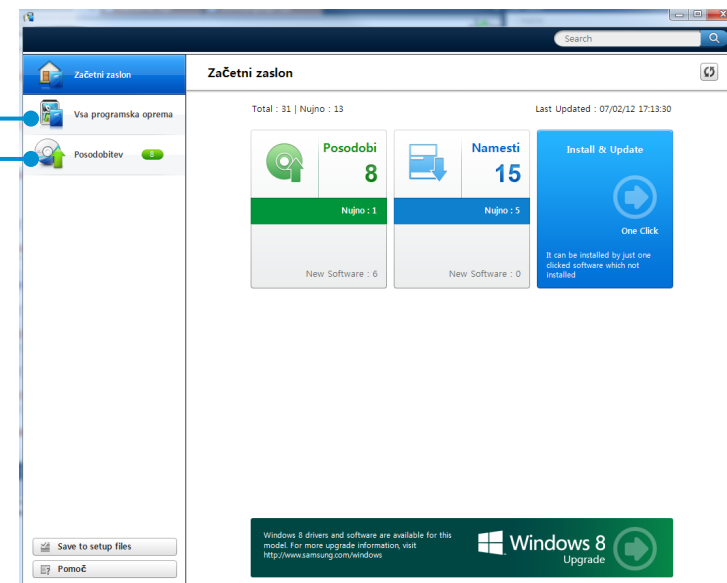 Search
Začetni zaslon
Vsa programska oprema
Posodobitev 8
Začetni zaslon
Total : 31 | Nujno : 13
Last Updated : 07/02/12 17:13:30
Posodobi
8
Nujno : 1
New Software : 6
Namesti
15
Nujno : 5
New Software : 0
Install & Update
One Click
It can be installed by just one
clicked software which not
installed
Windows 8 drivers and software are available for this
model. For more upgrade information, visit
http://www.samsung.com/windows
Windows 8
Upgrade
Save to setup files
Pomoč